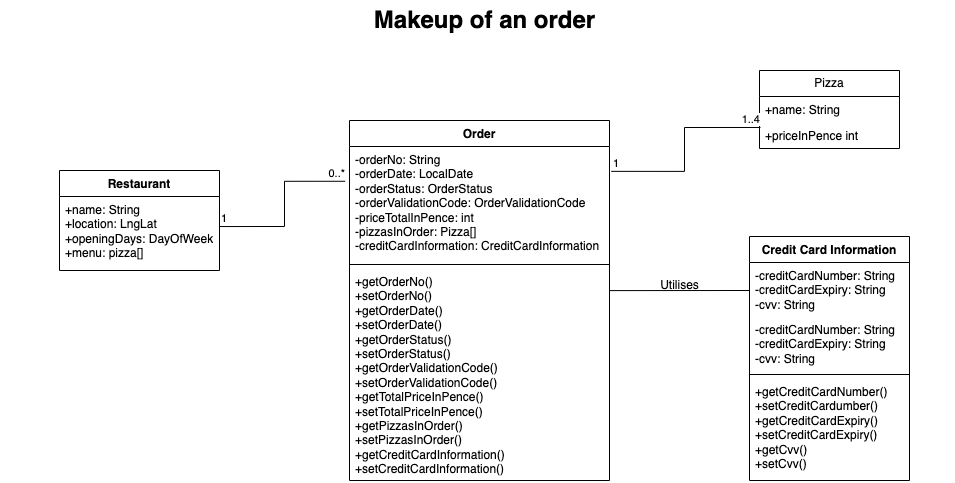 Makeup of an order
Restaurant
+name: String
+location: LngLat
+openingDays: DayOfWeek
+menu: pizza[]
1
0..*
Order
-orderNo: String
-orderDate: LocalDate
-orderStatus: OrderStatus
-orderValidationCode: OrderValidationCode
-priceTotalInPence: int
-pizzasInOrder: Pizza[]
-creditCardInformation: CreditCardInformation
+getOrderNo()
+setOrderNo()
+getOrderDate()
+setOrderDate()
+getOrderStatus()
+setOrderStatus()
+getOrderValidationCode()
+setOrderValidationCode()
+getTotalPriceInPence()
+setTotalPriceInPence()
+getPizzasInOrder()
+setPizzasInOrder()
+getCreditCardInformation()
+setCreditCardInformation()
1
1..4
Pizza
+name: String
+priceInPence int
Utilises
Credit Card Information
-creditCardNumber: String
-creditCardExpiry: String
-cvv: String
-creditCardNumber: String
-creditCardExpiry: String
-cvv: String
+getCreditCardNumber()
+setCreditCardumber()
+getCreditCardExpiry()
+setCreditCardExpiry()
+getCvv()
+setCvv()